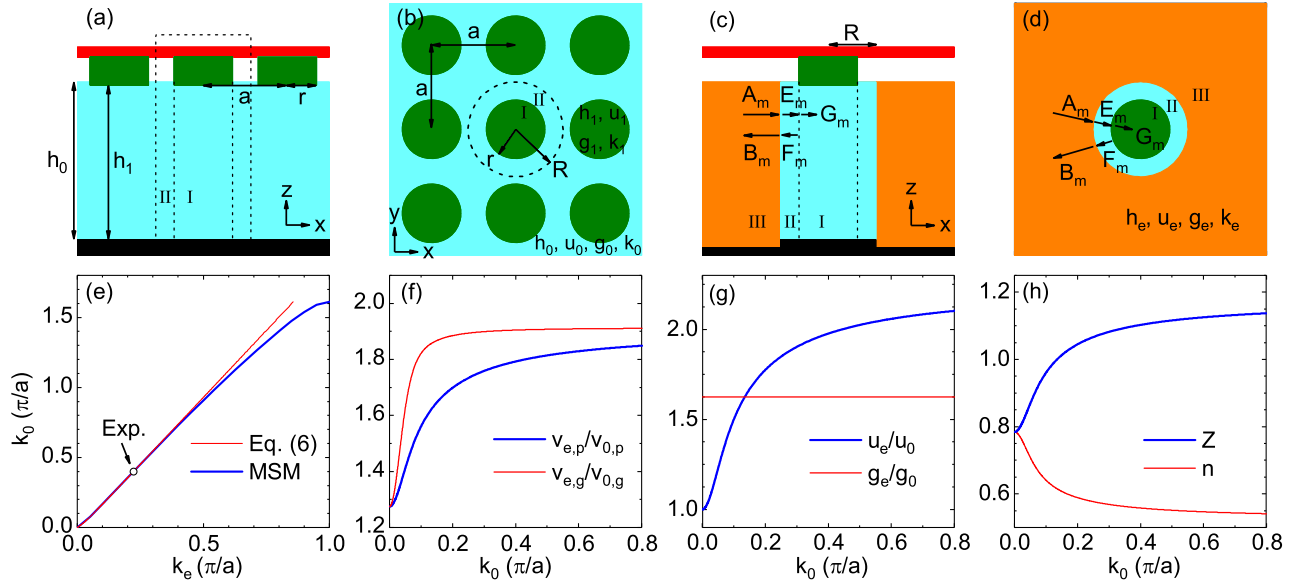 (a)
a
r
h₀
h₁
II
I
z
x
(b)
a
a
II
I
h₁, u₁
g₁, k₁
r
R
y
x
h₀, u₀, g₀, k₀
(c)
R
Aₘ Eₘ
Gₘ
Bₘ Fₘ
z
III II I
x
(d)
III
II
I
Aₘ Eₘ
Gₘ
Fₘ
Bₘ
hₑ, uₑ, gₑ, kₑ
(e)
k₀ (π/a)
1.5
1.0
0.5
0.0
Exp.
Eq. (6)
MSM
0.0 0.5 1.0
kₑ (π/a)
(f)
2.0
1.8
1.6
1.4
1.2
vₑ,ₚ/v₀,ₚ
v_{e,g}/v_{0,g}
0.0 0.2 0.4 0.6 0.8
k₀ (π/a)
(g)
2.0
1.5
1.0
uₑ/u₀
gₑ/g₀
0.0 0.2 0.4 0.6 0.8
k₀ (π/a)
(h)
1.2
1.0
0.8
0.6
Z
n
0.0 0.2 0.4 0.6 0.8
k₀ (π/a)